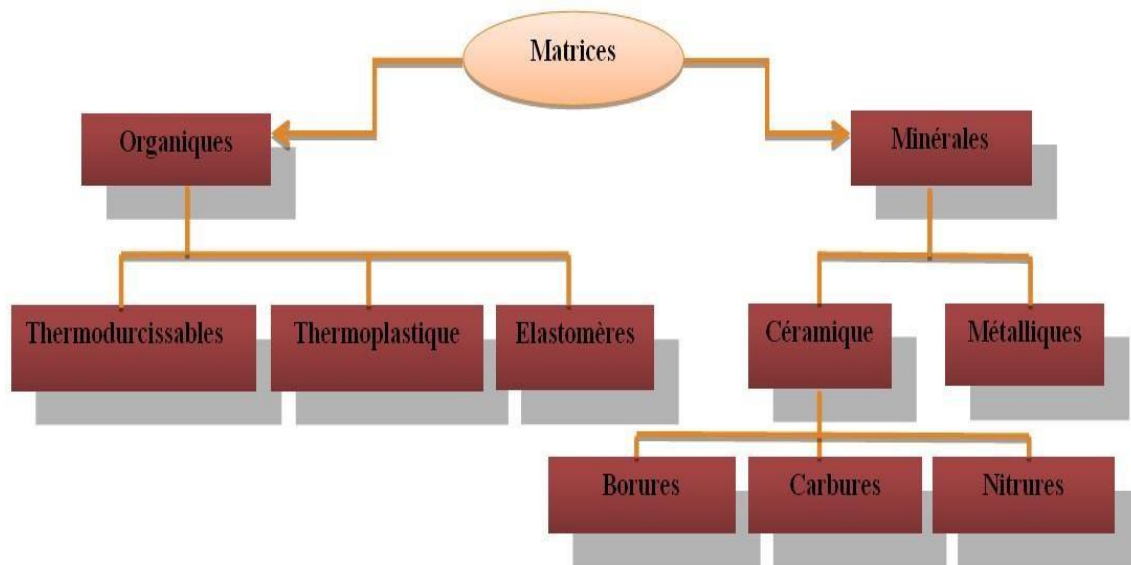 Matrices
Organiques
Minérales
Thermodurcissables
Thermoplastique
Elastomères
Céramique
Métalliques
Borures
Carbures
Nitrures